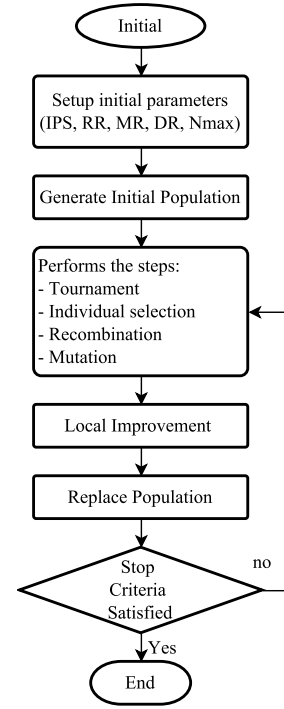 Initial
Setup initial parameters
(IPS, RR, MR, DR, Nmax)
Generate Initial Population
Performs the steps:
- Tournament
- Individual selection
- Recombination
- Mutation
Local Improvement
Replace Population
Stop
Criteria
Satisfied
no
Yes
End